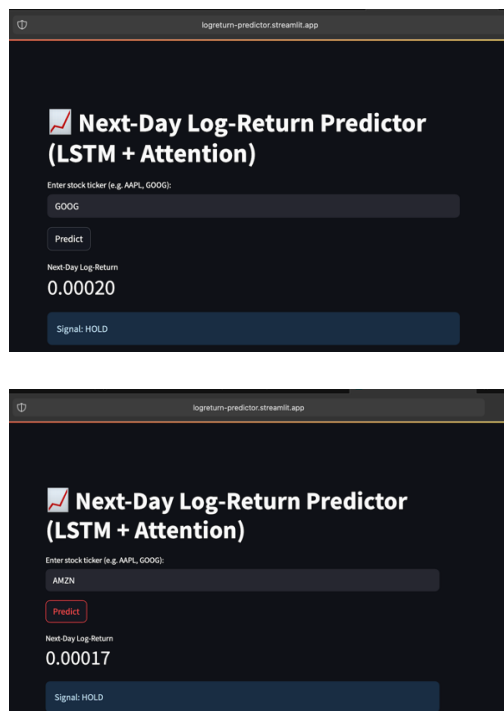 logreturn-predictor.streamlit.app
Next-Day Log-Return Predictor
(LSTM + Attention)
Enter stock ticker (e.g. AAPL, GOOG):
GOOG
Predict
Next-Day Log-Return
0.00020
Signal: HOLD
logreturn-predictor.streamlit.app
Next-Day Log-Return Predictor
(LSTM + Attention)
Enter stock ticker (e.g. AAPL, GOOG):
AMZN
Predict
Next-Day Log-Return
0.00017
Signal: HOLD